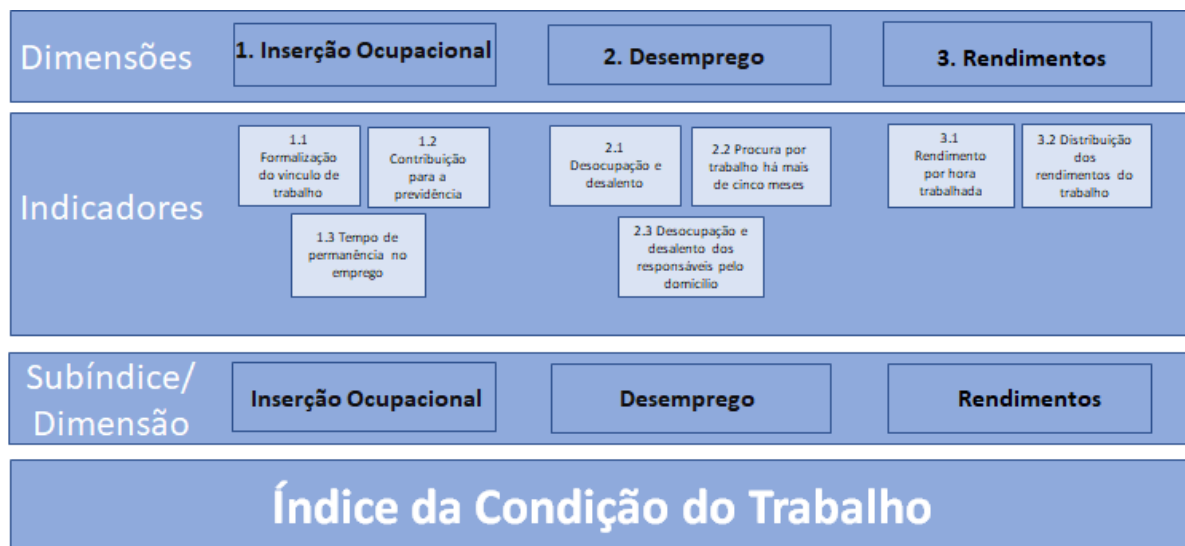 Dimensões
1. Inserção Ocupacional
2. Desemprego
3. Rendimentos
Indicadores
1.1
Formalização
do vínculo de
trabalho
1.2
Contribuição
para a
previdência
1.3 Tempo de
permanência no
emprego
2.1
Desocupação e
desalento
2.2 Procura por
trabalho há mais
de cinco meses
2.3 Desocupação e
desalento dos
responsáveis pelo
domicílio
3.1
Rendimento
por hora
trabalhada
3.2 Distribuição
dos
rendimentos do
trabalho
Subíndice/
Dimensão
Inserção Ocupacional
Desemprego
Rendimentos
Índice da Condição do Trabalho